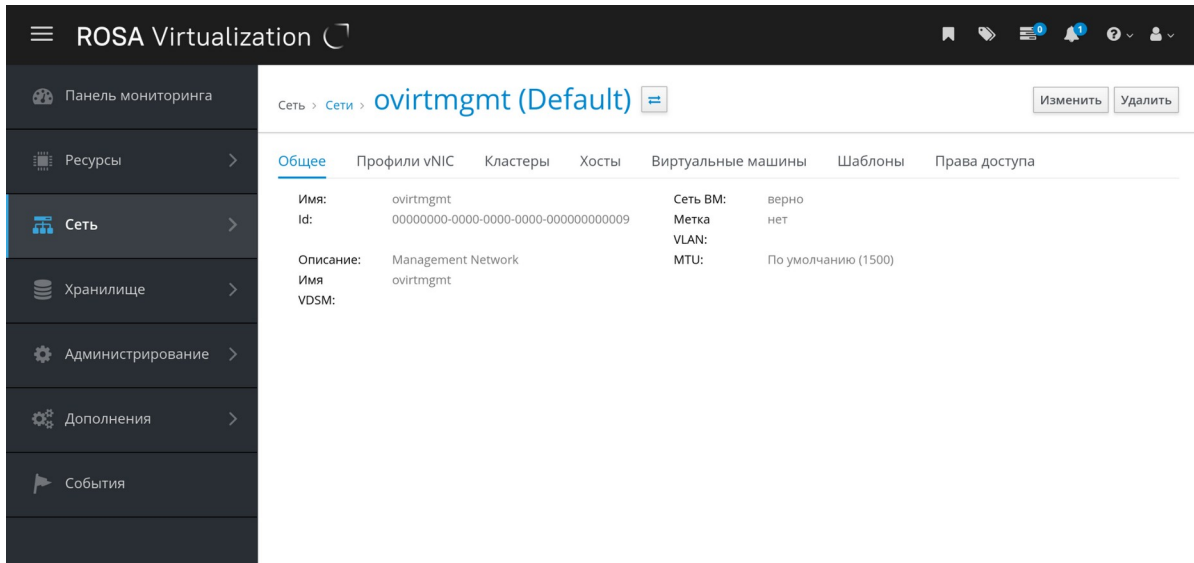 ROSA Virtualization
0
1
Панель мониторинга
Ресурсы
Сеть
Хранилище
Администрирование
Дополнения
События
Сеть > Сети > ovirtmgmt (Default)
Изменить Удалить
Общее Профили vNIC Кластеры Хосты Виртуальные машины Шаблоны Права доступа
Имя: ovirtmgmt
Id: 00000000-0000-0000-0000-000000000009
Описание: Management Network
Имя VDSM: ovirtmgmt
Сеть ВМ: верно
Метка VLAN: нет
MTU: По умолчанию (1500)